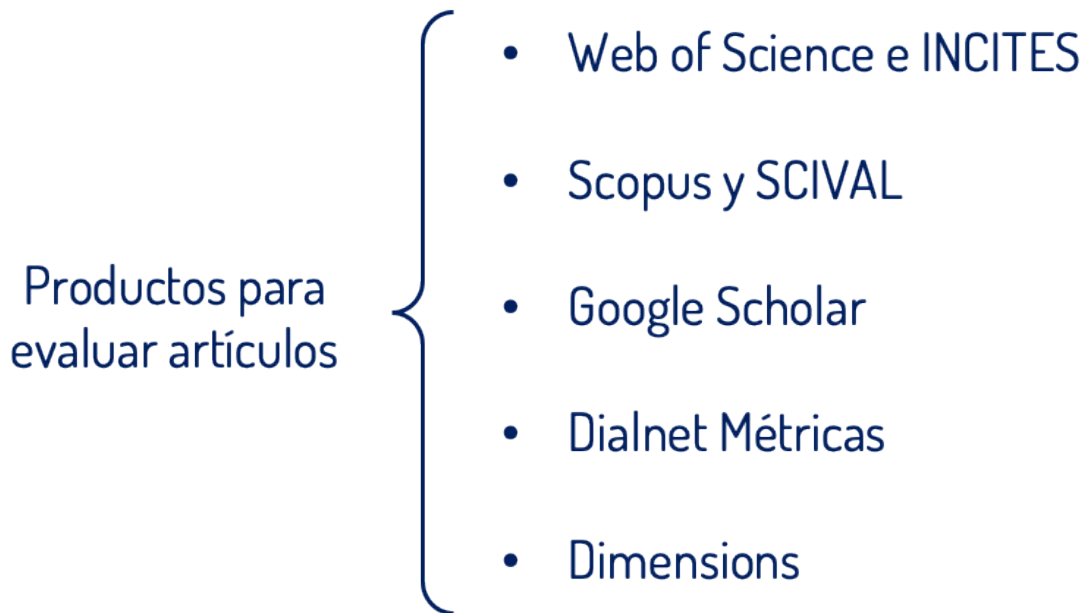 Productos para
evaluar artículos
• Web of Science e INCITES
• Scopus y SCIVAL
• Google Scholar
• Dialnet Métricas
• Dimensions